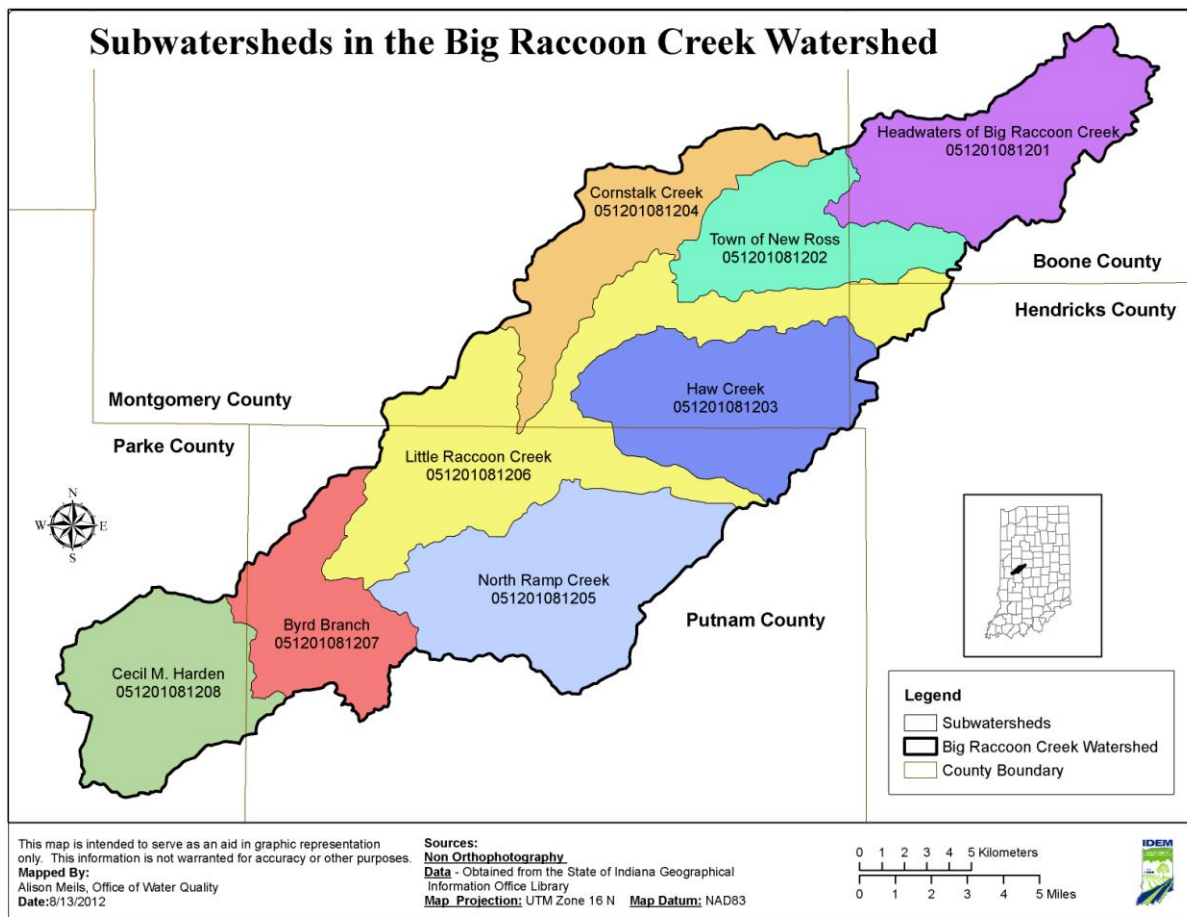 Subwatersheds in the Big Raccoon Creek Watershed
Headwaters of Big Raccoon Creek
051201081201
Cornstalk Creek
051201081204
Town of New Ross
051201081202
Boone County
Hendricks County
Haw Creek
051201081203
Montgomery County
Parke County
Little Raccoon Creek
051201081206
N
W E
S
North Ramp Creek
051201081205
Putnam County
Byrd Branch
051201081207
Cecil M. Harden
051201081208
Legend
Subwatersheds
Big Raccoon Creek Watershed
County Boundary
This map is intended to serve as an aid in graphic representation
only. This information is not warranted for accuracy or other purposes.
Mapped By:
Alison Meils, Office of Water Quality
Date:8/13/2012
Sources:
Non Orthophotography
Data - Obtained from the State of Indiana Geographical
Information Office Library
Map Projection: UTM Zone 16 N Map Datum: NAD83
0 1 2 3 4 5 Kilometers
0 1 2 3 4 5 Miles
IDEM